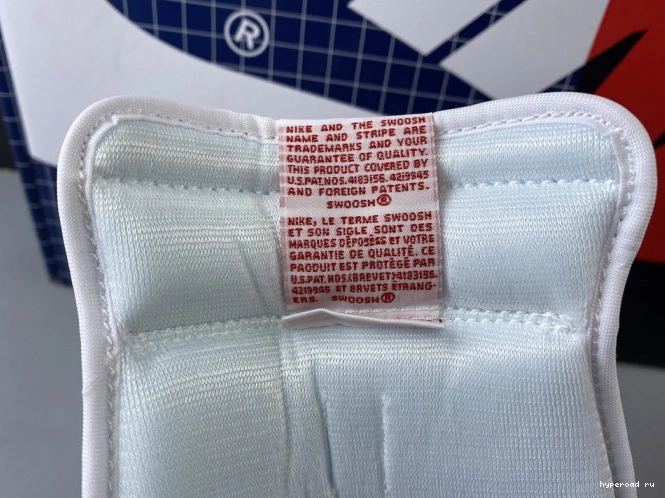 ®
NIKE AND THE SWOOSH
NAME AND STRIPE ARE
TRADEMARKS AND YOUR
GUARANTEE OF QUALITY.
THIS PRODUCT COVERED BY
U.S.PAT.NOS.4183156, 4219945
AND FOREIGN PATENTS.
SWOOSH®
NIKE, LE TERME SWOOSH
ET SON SIGLE SONT DES
MARQUES DÉPOSÉES ET VOTRE
GARANTIE DE QUALITÉ. CE
PRODUIT EST PROTÉGÉ PAR
U.S.PAT.NOS.(BREVET)4183156,
4219945 ET BRVETS ÉTRANG-
ERS. SWOOSH®
hyperoad ru